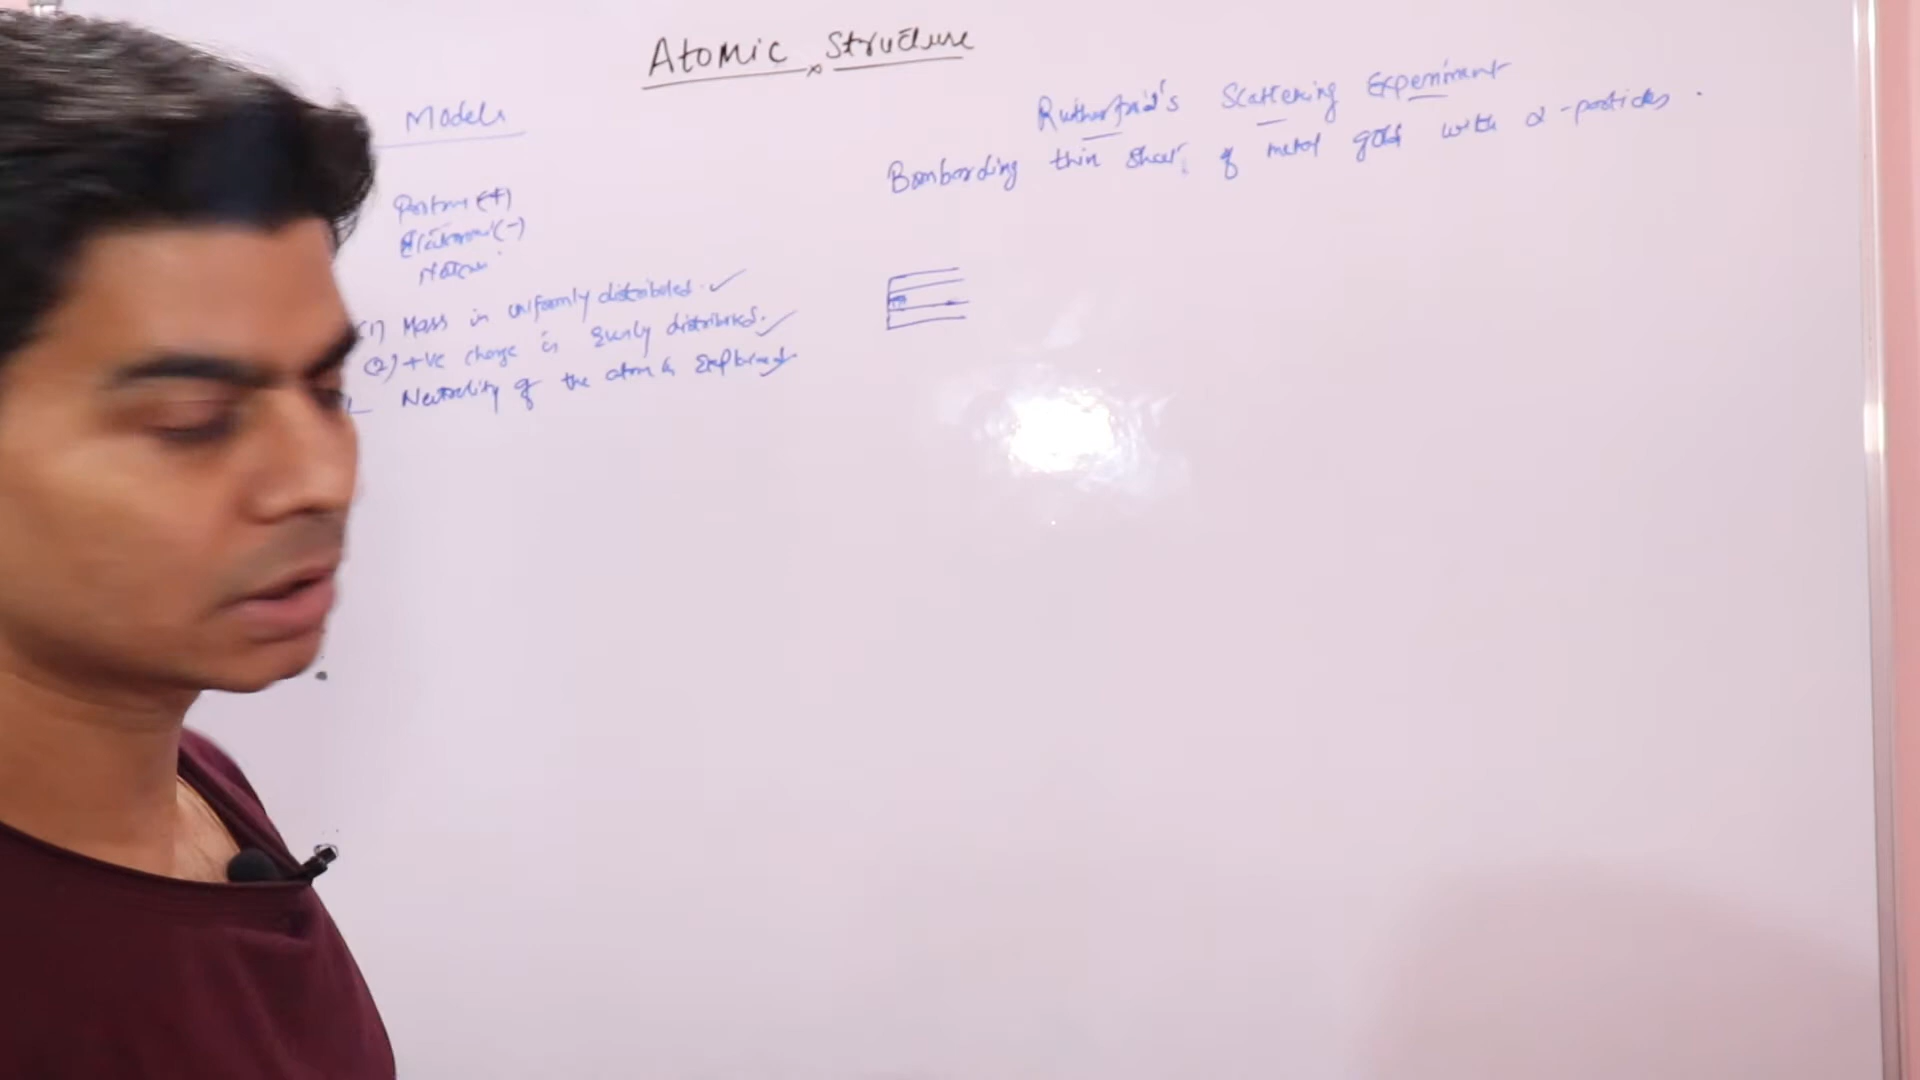 Atomic Structure
Models
(+)
(-)
(1) Mass is uniformly distributed.
(2) +ve charge is evenly distributed.
Neutrality of the atom is Explained
Rutherford's Scattering Experiment
Bombarding thin sheet of metal gold with α-particles.